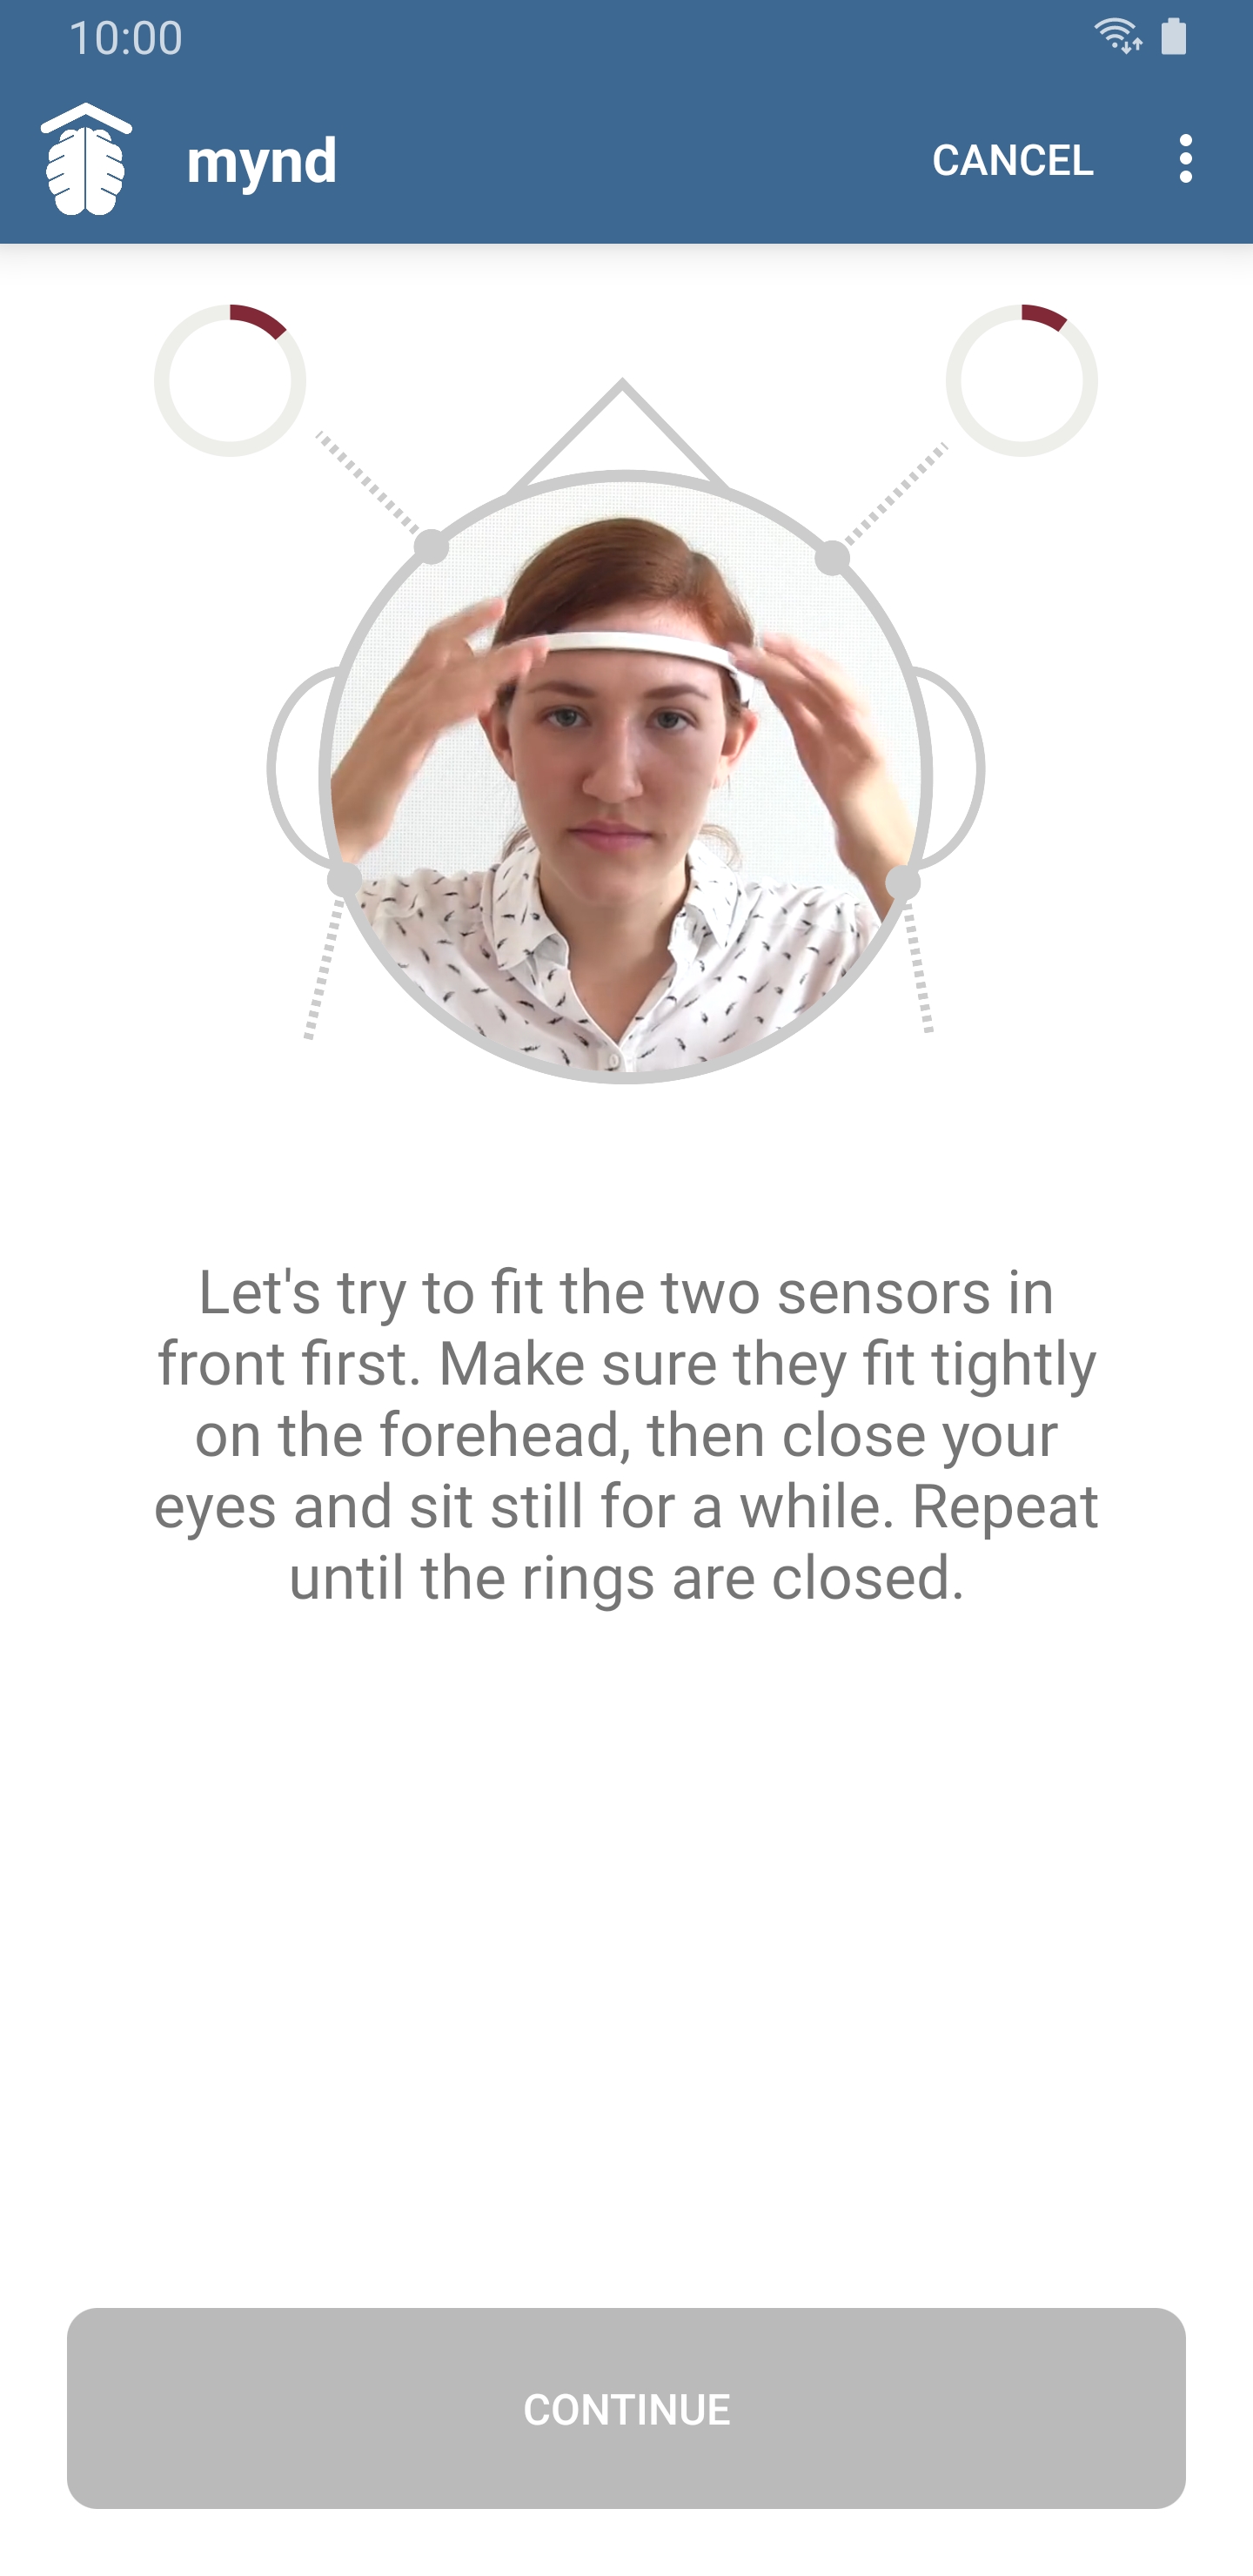 10:00
mynd
CANCEL
Let's try to fit the two sensors in
front first. Make sure they fit tightly
on the forehead, then close your
eyes and sit still for a while. Repeat
until the rings are closed.
CONTINUE